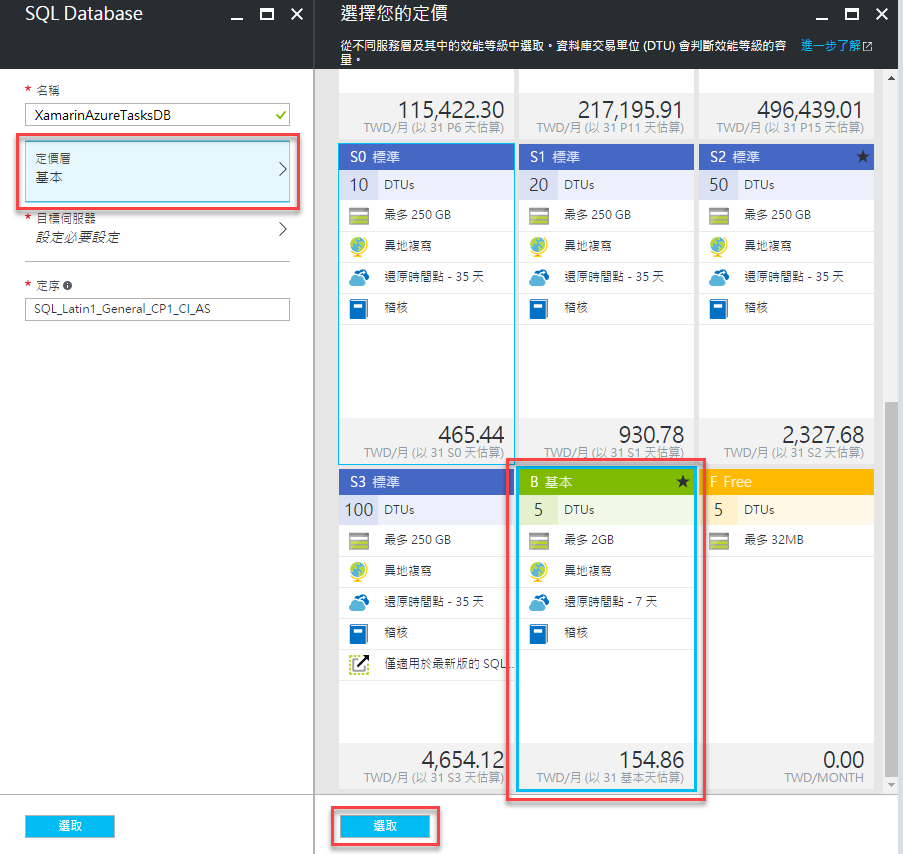 SQL Database
* 名稱
XamarinAzureTasksDB
定價層
基本
* 目標伺服器
設定必要設定
* 定序
SQL_Latin1_General_CP1_CI_AS
選取
選擇您的定價
從不同服務層及其中的效能等級中選取。資料庫交易單位 (DTU) 會判斷效能等級的容
量。
進一步了解
115,422.30
TWD/月 (以 31 P6 天估算)
217,195.91
TWD/月 (以 31 P11 天估算)
496,439.01
TWD/月 (以 31 P15 天估算)
S0 標準
10 DTUs
最多 250 GB
異地複寫
還原時間點 - 35 天
稽核
465.44
TWD/月 (以 31 S0 天估算)
S1 標準
20 DTUs
最多 250 GB
異地複寫
還原時間點 - 35 天
稽核
930.78
TWD/月 (以 31 S1 天估算)
S2 標準
50 DTUs
最多 250 GB
異地複寫
還原時間點 - 35 天
稽核
2,327.68
TWD/月 (以 31 S2 天估算)
S3 標準
100 DTUs
最多 250 GB
異地複寫
還原時間點 - 35 天
稽核
僅適用於最新版的 SQL...
4,654.12
TWD/月 (以 31 S3 天估算)
B 基本
5 DTUs
最多 2GB
異地複寫
還原時間點 - 7 天
稽核
154.86
TWD/月 (以 31 基本天估算)
F Free
5 DTUs
最多 32MB
0.00
TWD/MONTH
選取